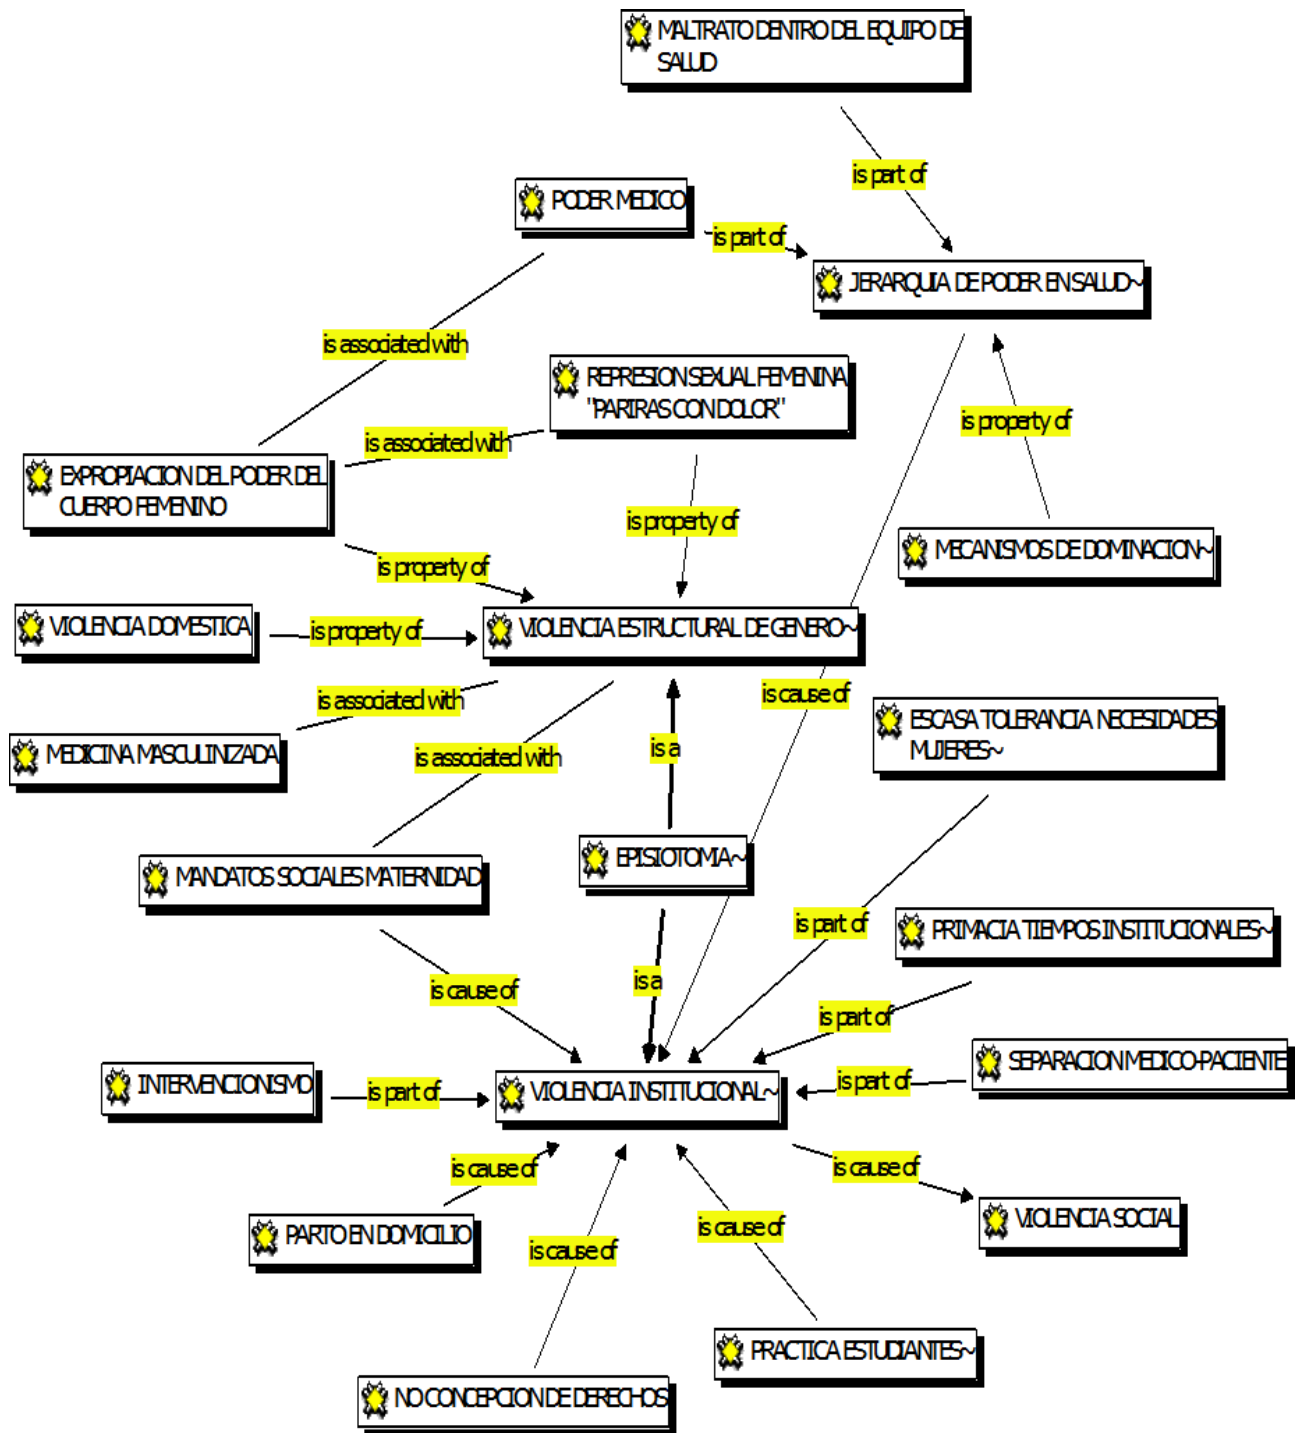 MALTRATO DENTRO DEL EQUIPO DE
SALUD
is part of
PODER MEDICO
is part of
JERARQUIA DE PODER EN SALUD~
is associated with
REPRESION SEXUAL FEMENINA
"PARIRAS CON DOLOR"
is associated with
is property of
EXPROPIACION DEL PODER DEL
CUERPO FEMENINO
is property of
MECANISMOS DE DOMINACION~
is property of
VIOLENCIA DOMESTICA
is property of
VIOLENCIA ESTRUCTURAL DE GENERO~
is associated with
is cause of
ESCASA TOLERANCIA NECESIDADES
MUJERES~
MEDICINA MASCULINIZADA
is associated with
is a
EPISIOTOMIA~
MANDATOS SOCIALES MATERNIDAD
is part of
PRIMACIA TIEMPOS INSTITUCIONALES~
is cause of
is a
is part of
SEPARACION MEDICO-PACIENTE
INTERVENCIONISMO
is part of
VIOLENCIA INSTITUCIONAL~
is part of
is cause of
is cause of
VIOLENCIA SOCIAL
PARTO EN DOMICILIO
is cause of
is cause of
PRACTICA ESTUDIANTES~
NO CONCEPCION DE DERECHOS